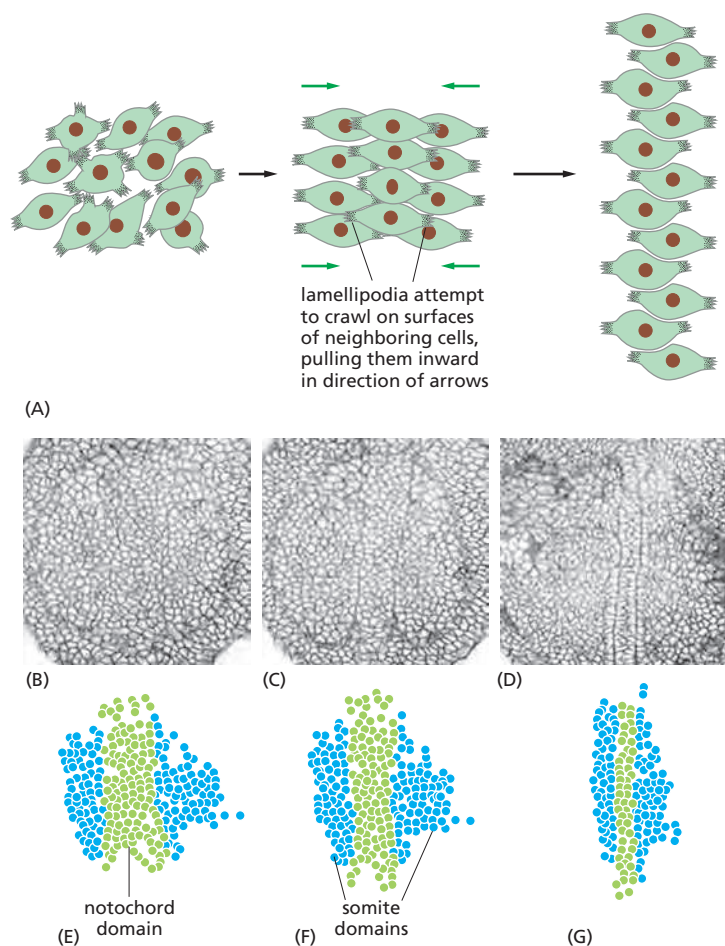 lamellipodia attempt
to crawl on surfaces
of neighboring cells,
pulling them inward
in direction of arrows
(A)
(B)
(C)
(D)
notochord
domain
somite
domains
(E)
(F)
(G)